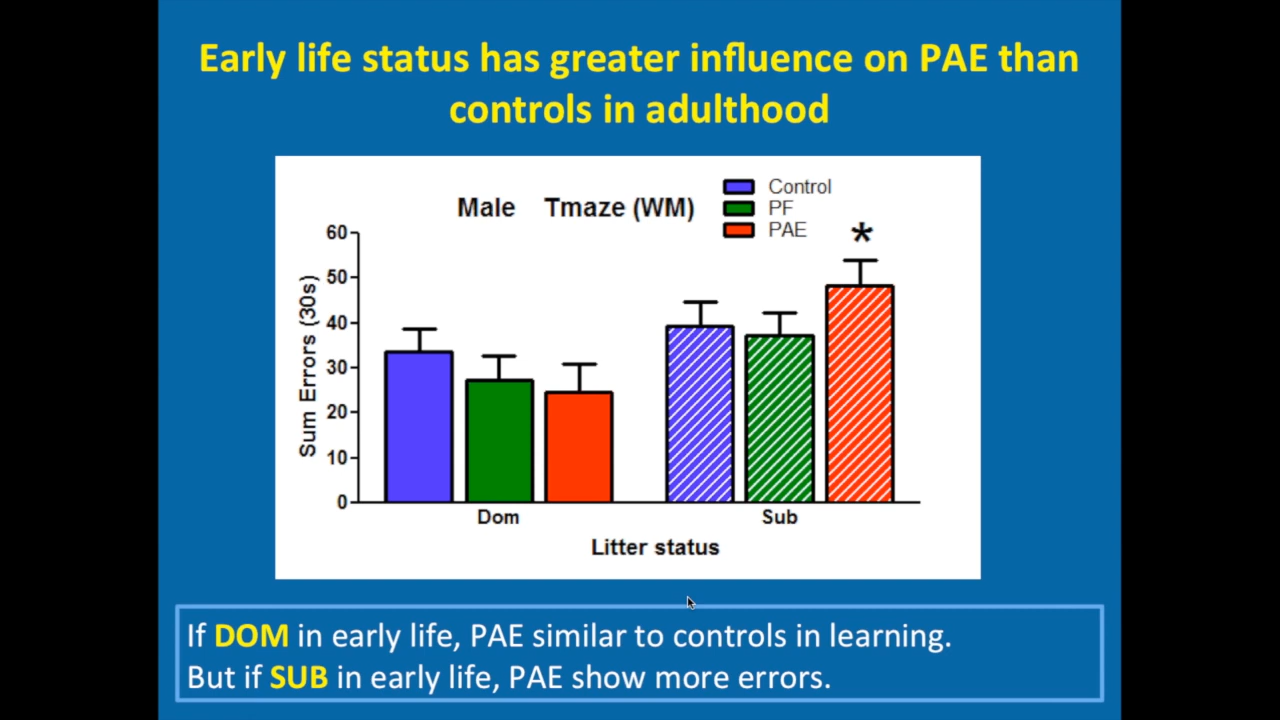 Early life status has greater influence on PAE than
controls in adulthood
Male Tmaze (WM)
Control
PF
PAE
*
60
50
40
30
20
10
0
Sum Errors (30s)
Dom Sub
Litter status
If DOM in early life, PAE similar to controls in learning.
But if SUB in early life, PAE show more errors.